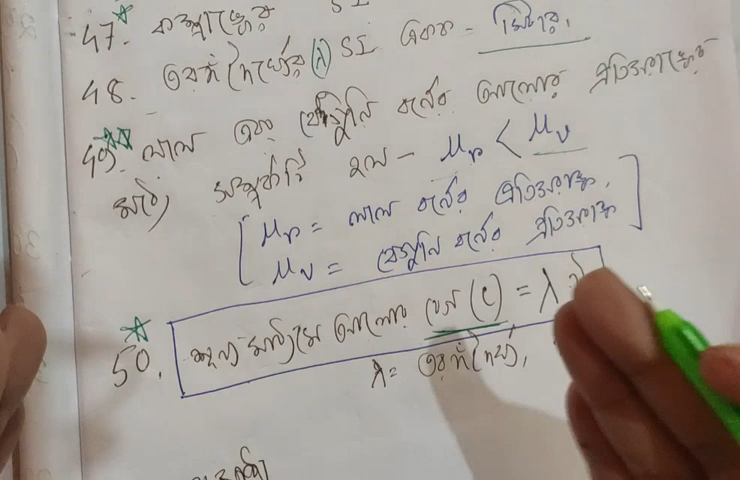 47. কম্পাঙ্কের SI
48. তরঙ্গদৈর্ঘ্যের (λ) SI একক = মিটার।
49. লাল এবং বেগুনি বর্ণের আলোর প্রতিসরাঙ্কের
মধ্যে সম্পর্কটি হল - μr < μv
[ μr = লাল বর্ণের প্রতিসরাঙ্ক,
μv = বেগুনি বর্ণের প্রতিসরাঙ্ক ]
50. শূন্য মাধ্যমে আলোর বেগ (c) = λ
λ = তরঙ্গদৈর্ঘ্য,